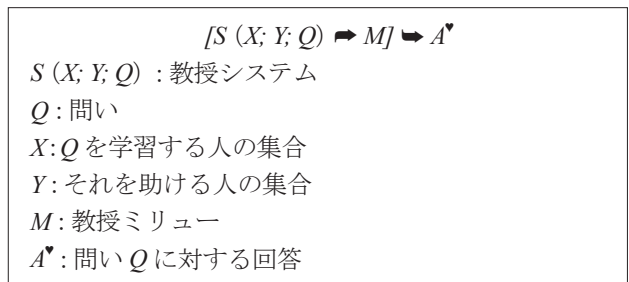 [S (X; Y; Q) ➦ M] ➥ A♥
S (X; Y; Q) : 教授システム
Q : 問い
X : Q を学習する人の集合
Y : それを助ける人の集合
M : 教授ミリュー
A♥ : 問い Q に対する回答